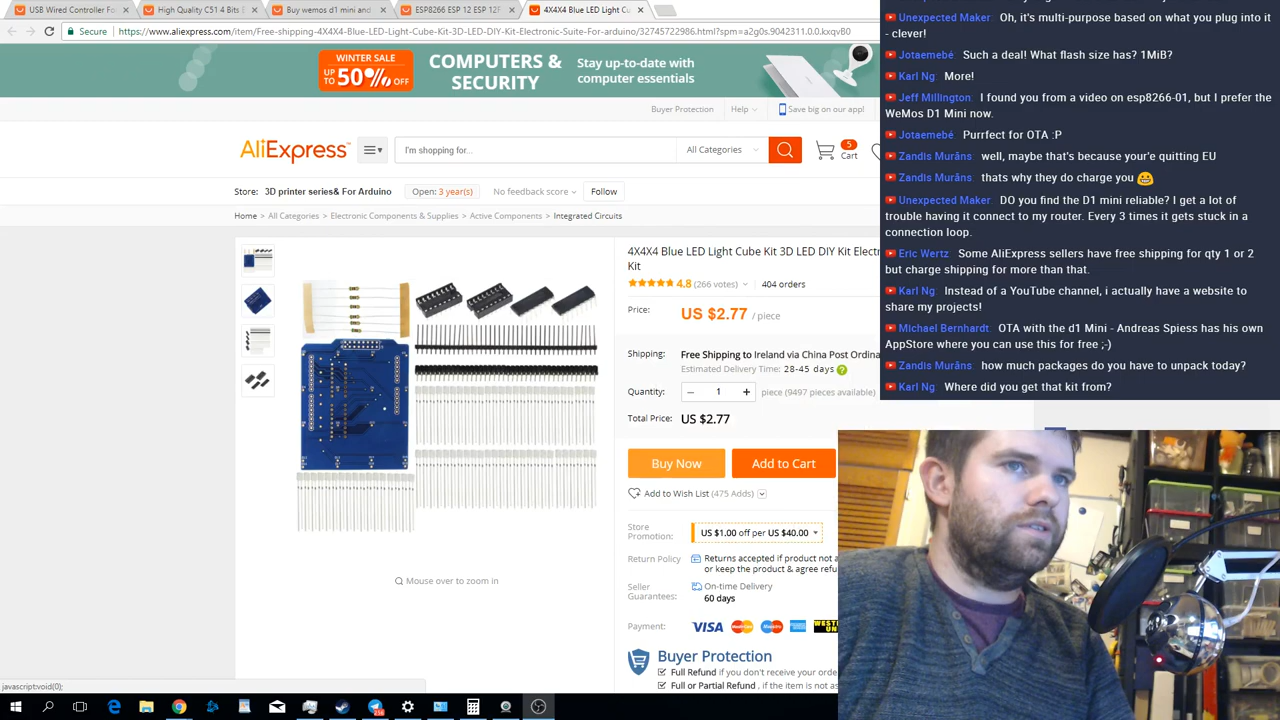 USB Wired Controller Fo
High Quality C51 4 Bits E
Buy wemos d1 mini and
ESP8266 ESP 12 ESP 12F
4X4X4 Blue LED Light Cu
Secure
https://www.aliexpress.com/item/Free-shipping-4X4X4-Blue-LED-Light-Cube-Kit-3D-LED-DIY-Kit-Electronic-Suite-For-arduino/32745722986.html?spm=a2g0s.9042311.0.0.kxqvB0
WINTER SALE
UP TO 50% OFF
COMPUTERS & SECURITY
Stay up-to-date with computer essentials
Buyer Protection
Help
Save big on our app!
AliExpress
I'm shopping for...
All Categories
5
Cart
Store: 3D printer series& For Arduino
Open: 3 year(s)
No feedback score
Follow
Home > All Categories > Electronic Components & Supplies > Active Components > Integrated Circuits
4X4X4 Blue LED Light Cube Kit 3D LED DIY Kit Electr
Kit
4.8 (266 votes)
404 orders
Price: US $2.77 / piece
Shipping: Free Shipping to Ireland via China Post Ordina
Estimated Delivery Time: 28-45 days
Quantity: 1 piece (9497 pieces available)
Total Price: US $2.77
Buy Now
Add to Cart
Add to Wish List (475 Adds)
Store Promotion: US $1.00 off per US $40.00
Return Policy Returns accepted if product not a
or keep the product & agree refu
Seller Guarantees: On-time Delivery
60 days
Payment: VISA
WESTERN
Buyer Protection
Full Refund if you don't receive your orde
Full or Partial Refund , if the item is not as
Mouse over to zoom in
javascript:void(0);
Unexpected Maker Oh, it's multi-purpose based on what you plug into it
- clever!
Jotaemebé Such a deal! What flash size has? 1MiB?
Karl Ng More!
Jeff Millington I found you from a video on esp8266-01, but I prefer the
WeMos D1 Mini now.
Jotaemebé Purrfect for OTA :P
Zandis Murāns well, maybe that's because your'e quitting EU
Zandis Murāns thats why they do charge you
Unexpected Maker DO you find the D1 mini reliable? I get a lot of
trouble having it connect to my router. Every 3 times it gets stuck in a
connection loop.
Eric Wertz Some AliExpress sellers have free shipping for qty 1 or 2
but charge shipping for more than that.
Karl Ng Instead of a YouTube channel, i actually have a website to
share my projects!
Michael Bernhardt OTA with the d1 Mini - Andreas Spiess has his own
AppStore where you can use this for free ;-)
Zandis Murāns how much packages do you have to unpack today?
Karl Ng Where did you get that kit from?